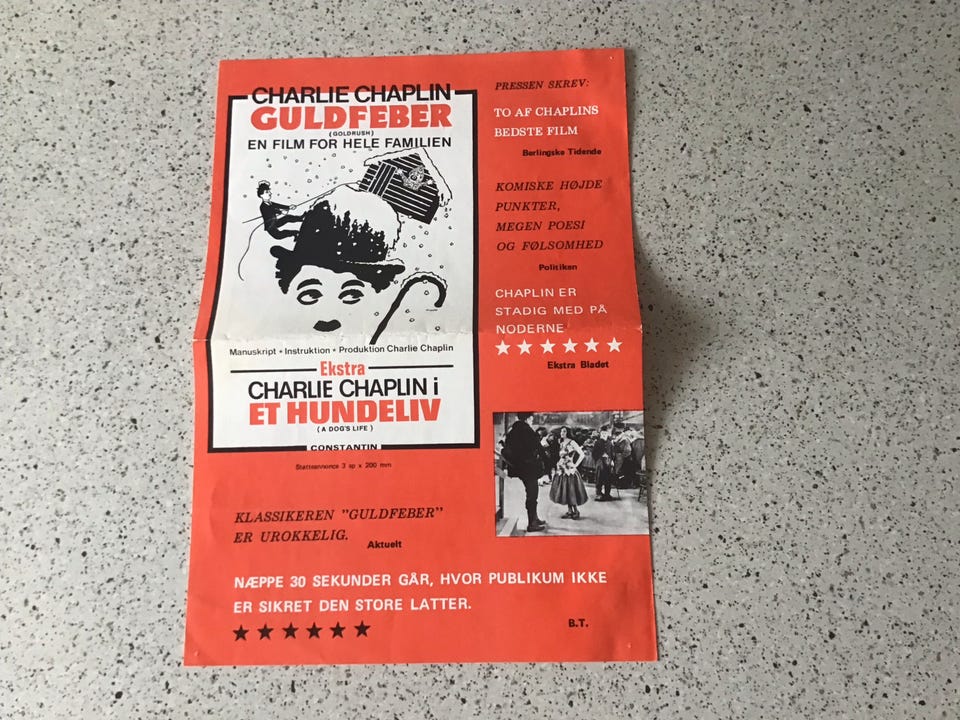 CHARLIE CHAPLIN
GULDFEBER
(GOLDRUSH)
EN FILM FOR HELE FAMILIEN
Manuskript • Instruktion • Produktion Charlie Chaplin
Ekstra
CHARLIE CHAPLIN i
ET HUNDELIV
(A DOG'S LIFE)
CONSTANTIN
Støtteannonce 3 sp x 200 mm
PRESSEN SKREV:
TO AF CHAPLINS
BEDSTE FILM
Berlingske Tidende
KOMISKE HØJDE
PUNKTER,
MEGEN POESI
OG FØLSOMHED
Politiken
CHAPLIN ER
STADIG MED PÅ
NODERNE
★★★★★★
Ekstra Bladet
KLASSIKEREN "GULDFEBER"
ER UROKKELIG.
Aktuelt
NÆPPE 30 SEKUNDER GÅR, HVOR PUBLIKUM IKKE
ER SIKRET DEN STORE LATTER.
★★★★★★
B.T.